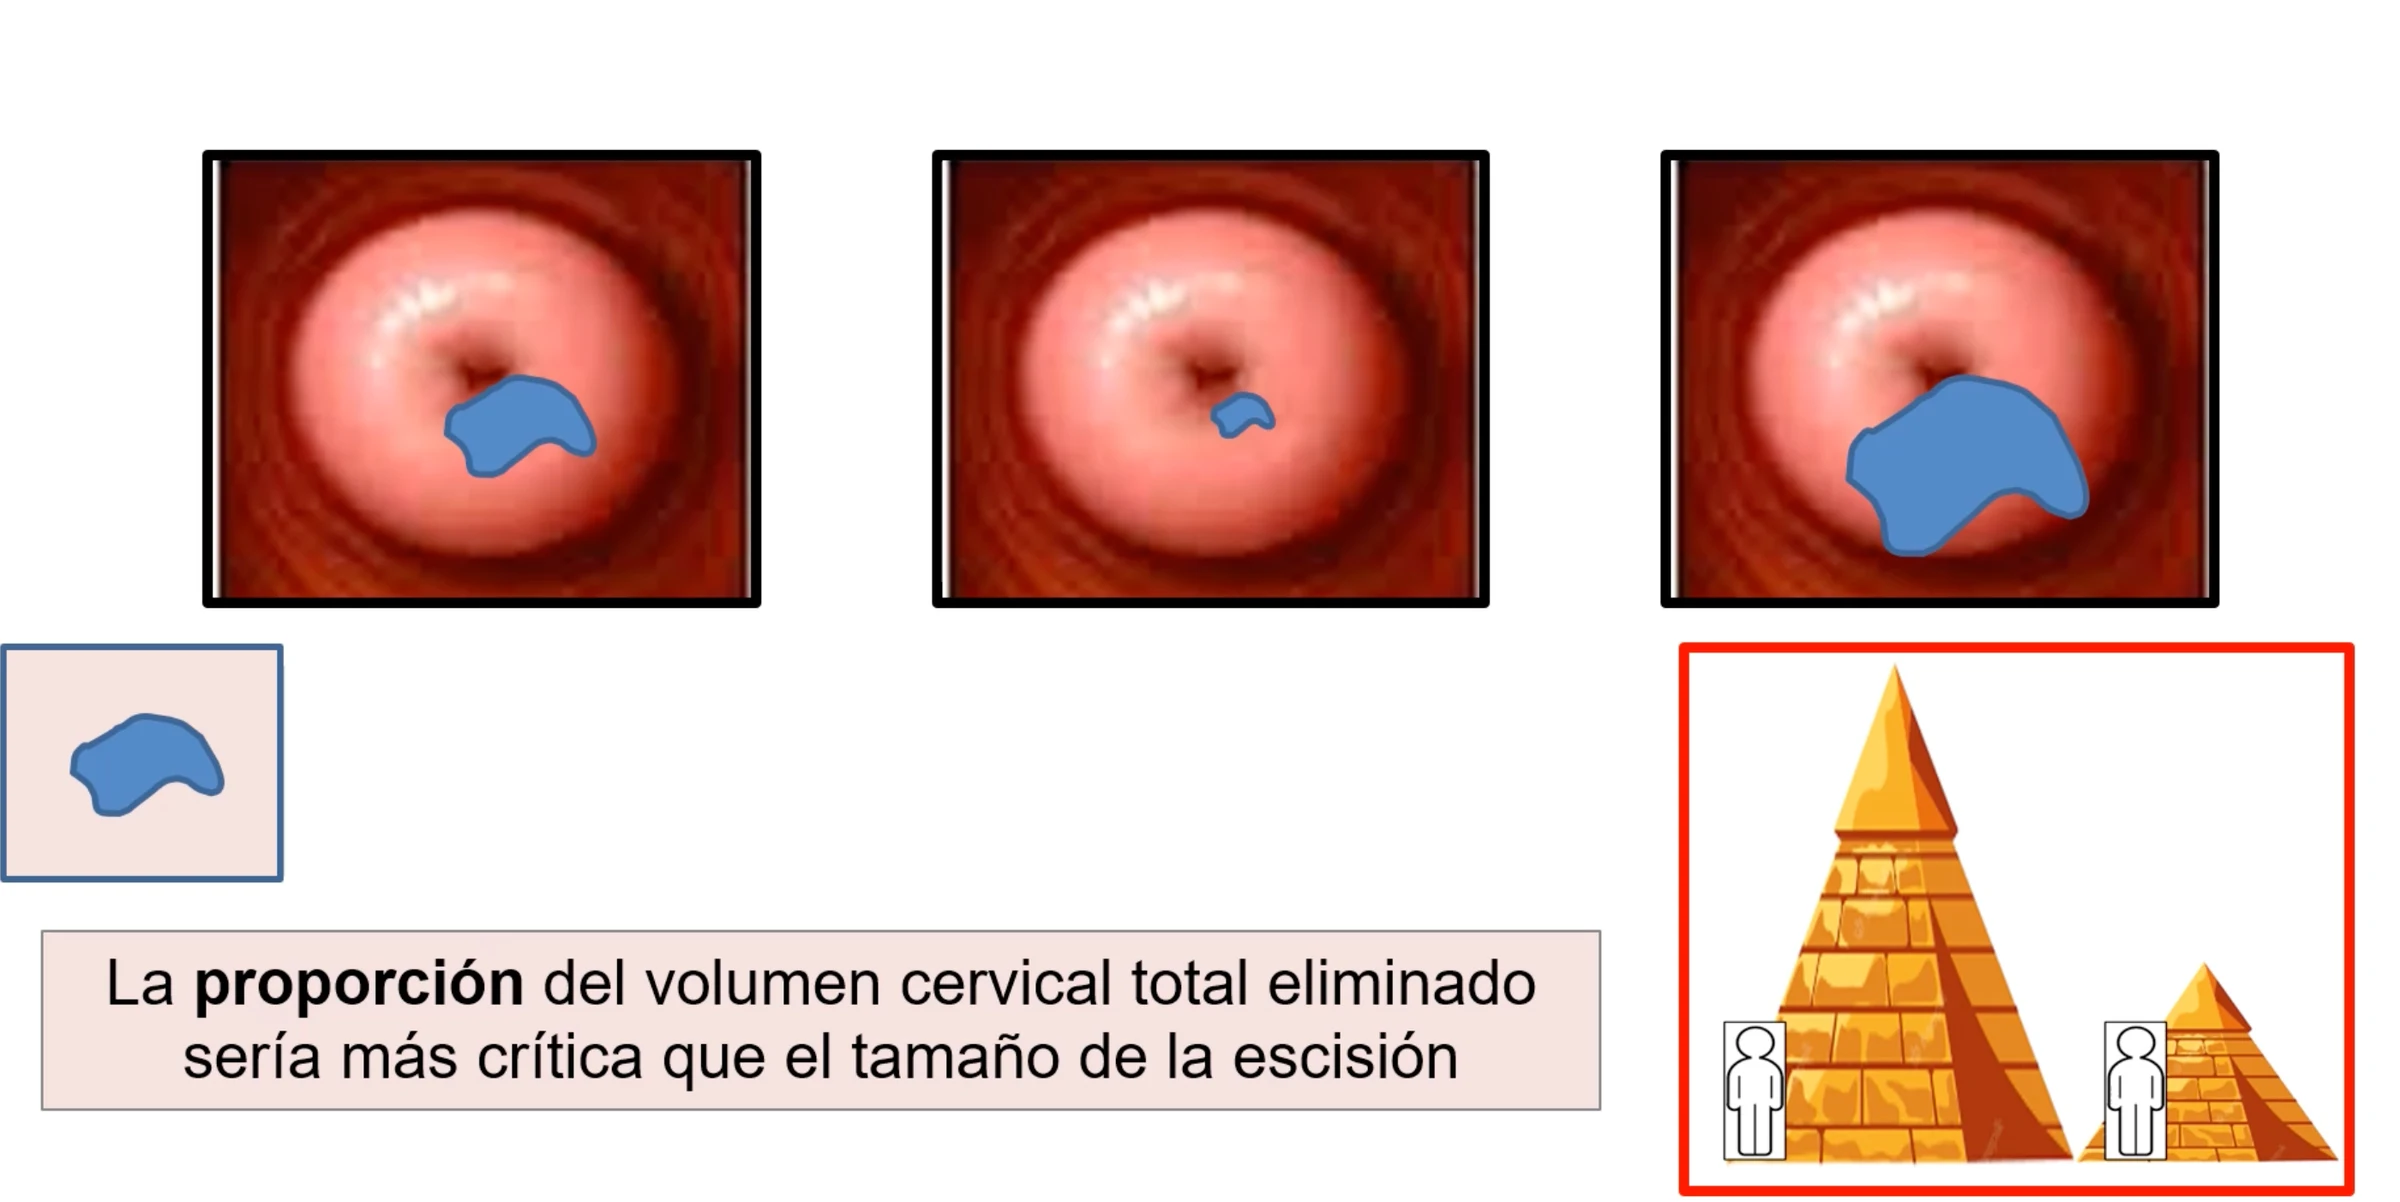 La proporción del volumen cervical total eliminado
sería más crítica que el tamaño de la escisión